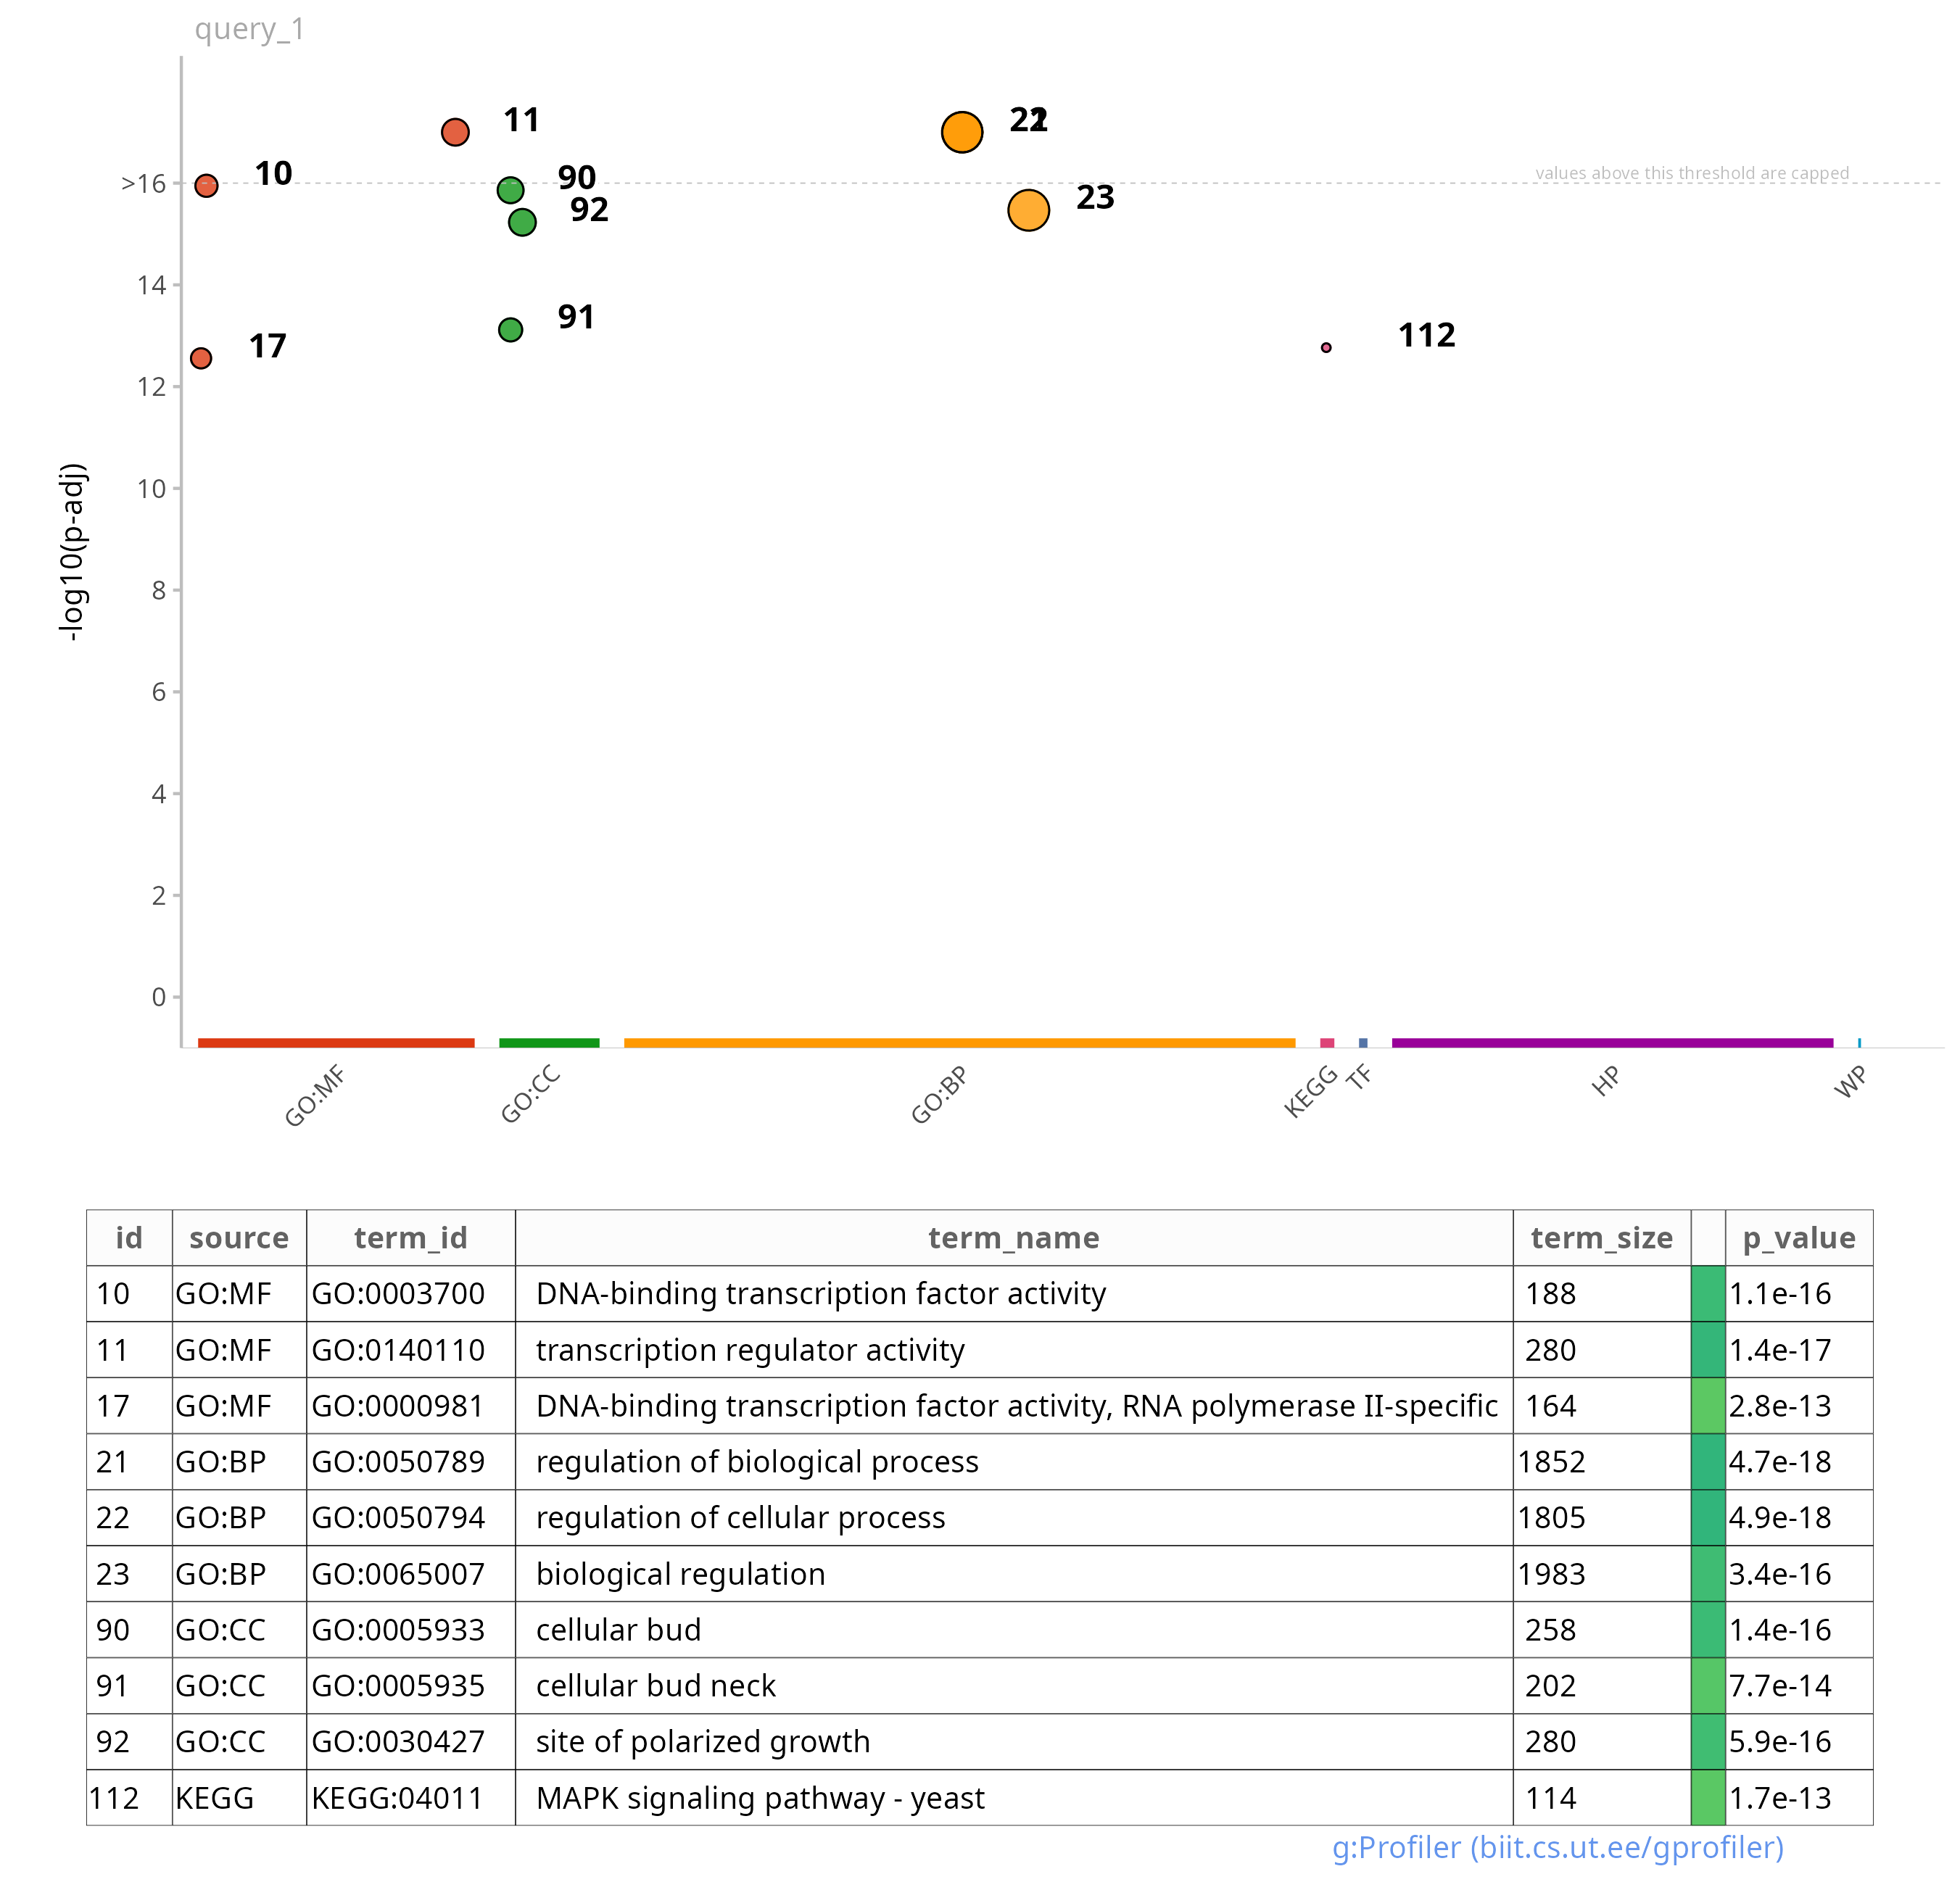 query_1
11
21
22
10
90
>16
values above this threshold are capped
92
23
14
91
17
112
12
10
-log10(p-adj)
8
6
4
2
0
GO:MF
GO:CC
GO:BP
KEGG
TF
HP
WP
id source term_id term_name term_size p_value
10 GO:MF GO:0003700 DNA-binding transcription factor activity 188 1.1e-16
11 GO:MF GO:0140110 transcription regulator activity 280 1.4e-17
17 GO:MF GO:0000981 DNA-binding transcription factor activity, RNA polymerase II-specific 164 2.8e-13
21 GO:BP GO:0050789 regulation of biological process 1852 4.7e-18
22 GO:BP GO:0050794 regulation of cellular process 1805 4.9e-18
23 GO:BP GO:0065007 biological regulation 1983 3.4e-16
90 GO:CC GO:0005933 cellular bud 258 1.4e-16
91 GO:CC GO:0005935 cellular bud neck 202 7.7e-14
92 GO:CC GO:0030427 site of polarized growth 280 5.9e-16
112 KEGG KEGG:04011 MAPK signaling pathway - yeast 114 1.7e-13
g:Profiler (biit.cs.ut.ee/gprofiler)